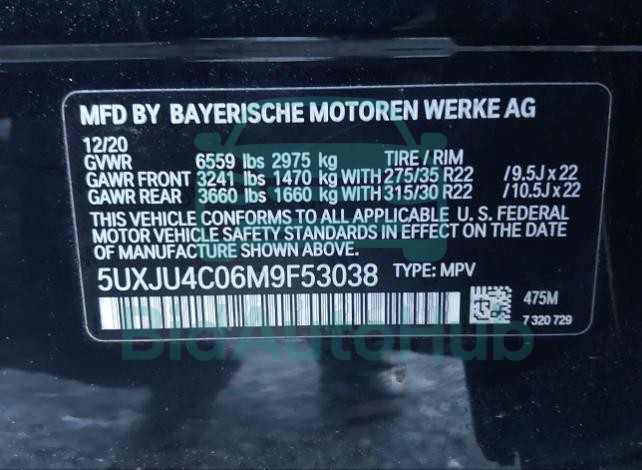 MFD BY BAYERISCHE MOTOREN WERKE AG
12/20
GVWR 6559 lbs 2975 kg TIRE / RIM
GAWR FRONT 3241 lbs 1470 kg WITH 275/35 R22 /9.5J x 22
GAWR REAR 3660 lbs 1660 kg WITH 315/30 R22 /10.5J x 22
THIS VEHICLE CONFORMS TO ALL APPLICABLE U. S. FEDERAL
MOTOR VEHICLE SAFETY STANDARDS IN EFFECT ON THE DATE
OF MANUFACTURE SHOWN ABOVE.
5UXJU4C06M9F53038 TYPE: MPV
475M
7 320 729
BidAutoHub